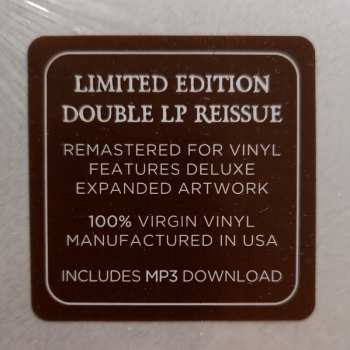 LIMITED EDITION
DOUBLE LP REISSUE
REMASTERED FOR VINYL
FEATURES DELUXE
EXPANDED ARTWORK
100% VIRGIN VINYL
MANUFACTURED IN USA
INCLUDES MP3 DOWNLOAD